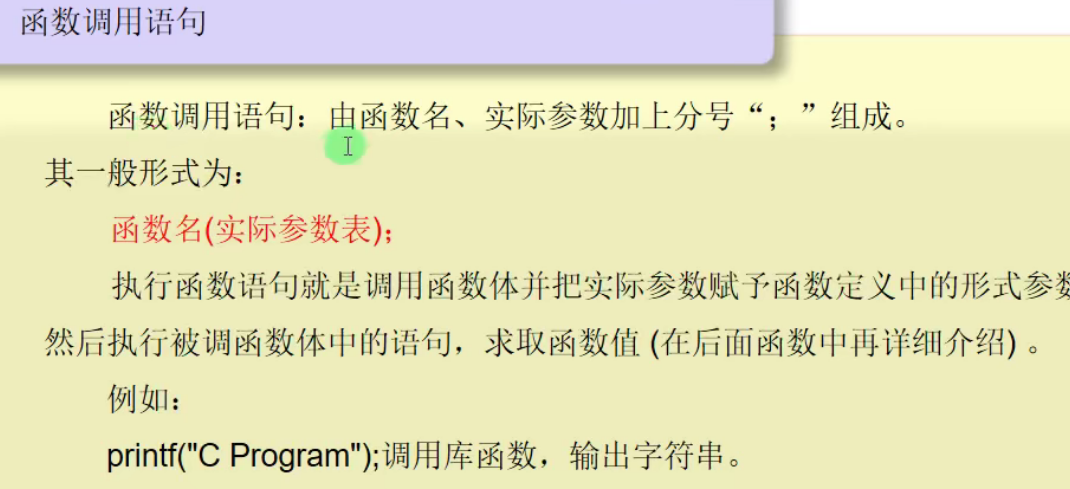 函数调用语句
函数调用语句：由函数名、实际参数加上分号“；”组成。
其一般形式为：
函数名(实际参数表)；
执行函数语句就是调用函数体并把实际参数赋予函数定义中的形式参数
然后执行被调函数体中的语句，求取函数值 (在后面函数中再详细介绍) 。
例如：
printf("C Program");调用库函数，输出字符串。